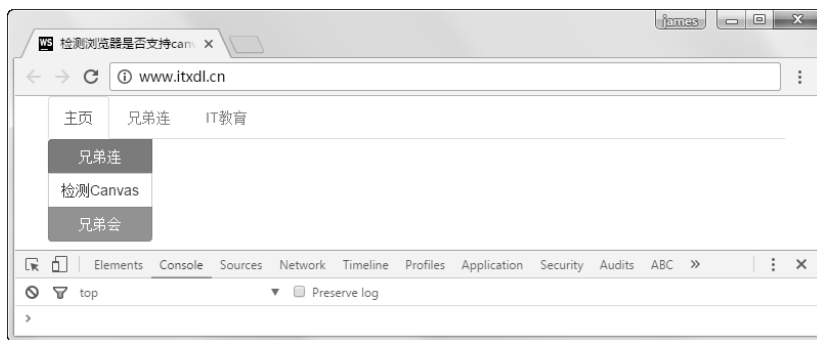 james
WS 检测浏览器是否支持can
www.itxdl.cn
主页 兄弟连 IT教育
兄弟连
检测Canvas
兄弟会
Elements Console Sources Network Timeline Profiles Application Security Audits ABC »
top Preserve log